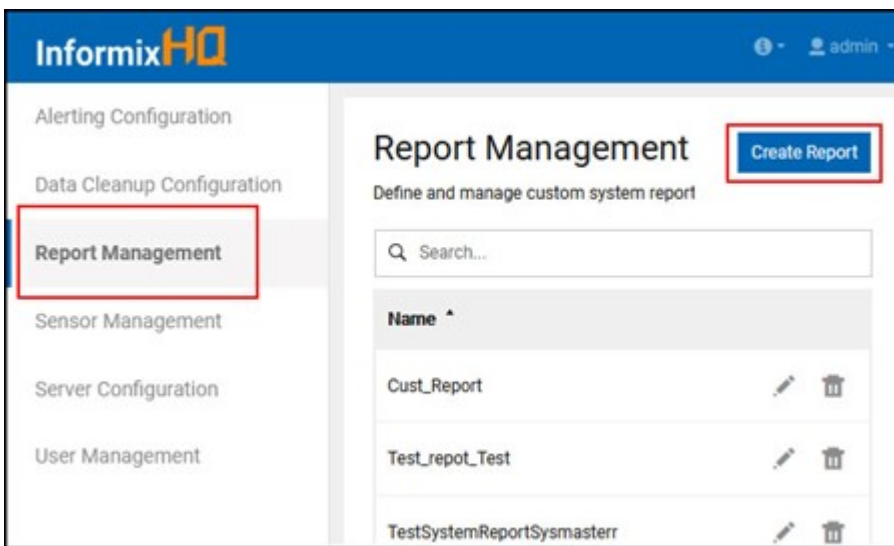 InformixHQ
admin
Alerting Configuration
Data Cleanup Configuration
Report Management
Sensor Management
Server Configuration
User Management
Report Management
Create Report
Define and manage custom system report
Search...
Name
Cust_Report
Test_repot_Test
TestSystemReportSysmasterr